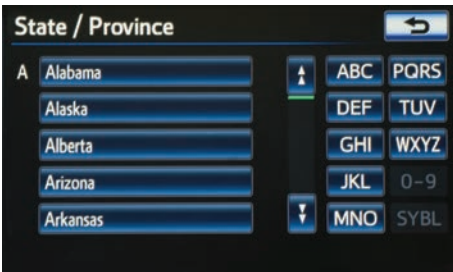 State / Province
A Alabama
Alaska
Alberta
Arizona
Arkansas
ABC PQRS
DEF TUV
GHI WXYZ
JKL 0-9
MNO SYBL